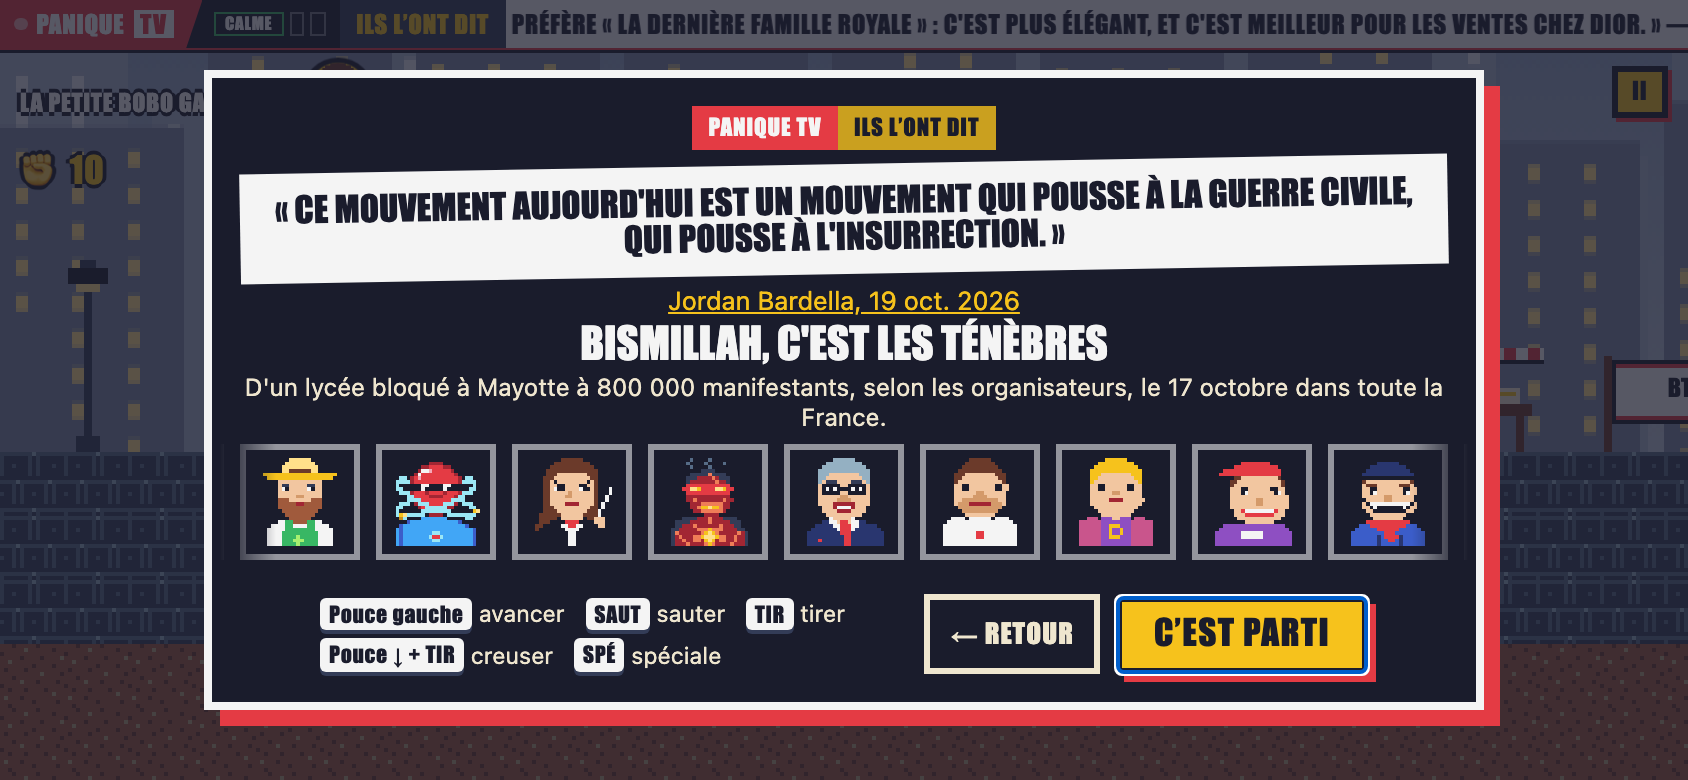 PANIQUE TV
CALME
ILS L'ONT DIT
PRÉFÈRE « LA DERNIÈRE FAMILLE ROYALE » : C'EST PLUS ÉLÉGANT, ET C'EST MEILLEUR POUR LES VENTES CHEZ DIOR. » —
LA PETITE BOBO GA
10
PANIQUE TV
ILS L'ONT DIT
« CE MOUVEMENT AUJOURD'HUI EST UN MOUVEMENT QUI POUSSE À LA GUERRE CIVILE,
QUI POUSSE À L'INSURRECTION. »
Jordan Bardella, 19 oct. 2026
BISMILLAH, C'EST LES TÉNÈBRES
D'un lycée bloqué à Mayotte à 800 000 manifestants, selon les organisateurs, le 17 octobre dans toute la
France.
Pouce gauche avancer SAUT sauter TIR tirer
Pouce ↓ + TIR creuser SPÉ spéciale
← RETOUR
C'EST PARTI